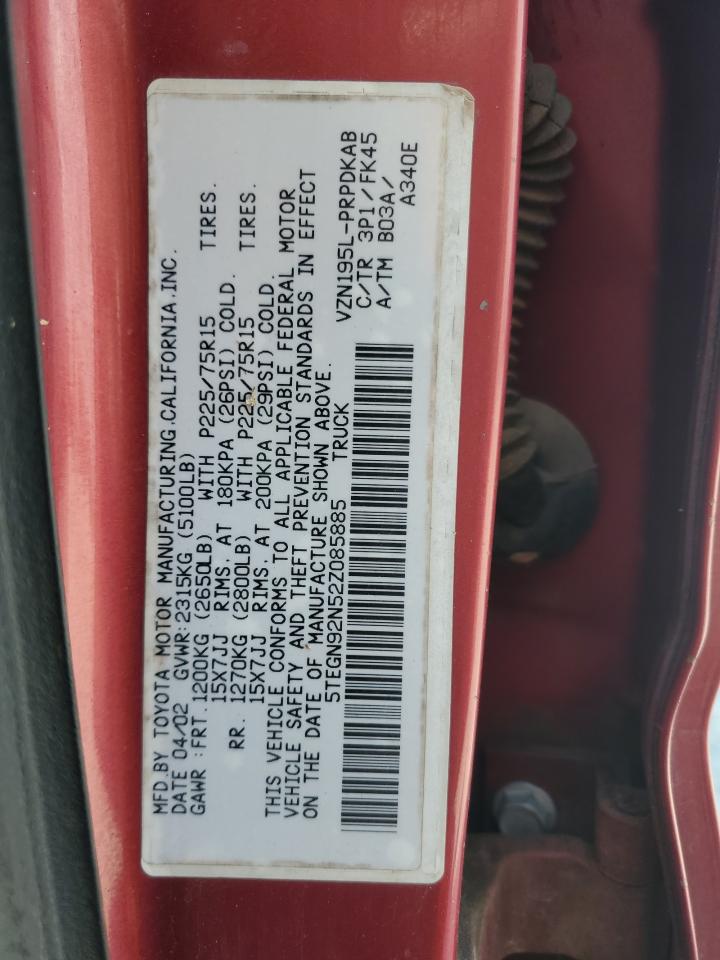 MFD.BY TOYOTA MOTOR MANUFACTURING.CALIFORNIA.INC.
DATE 04/02 GVWR:2315KG (5100LB)
GAWR :FRT.1200KG (2650LB) WITH P225/75R15 TIRES.
15X7JJ RIMS. AT 180KPA (26PSI) COLD.
RR. 1270KG (2800LB) WITH P225/75R15 TIRES.
15X7JJ RIMS. AT 200KPA (29PSI) COLD.
THIS VEHICLE CONFORMS TO ALL APPLICABLE FEDERAL MOTOR
VEHICLE SAFETY AND THEFT PREVENTION STANDARDS IN EFFECT
ON THE DATE OF MANUFACTURE SHOWN ABOVE.
5TEGN92N52Z085885 TRUCK
VZN195L-PRPDKAB
C/TR 3P1/FK45
A/TM B03A/
A340E